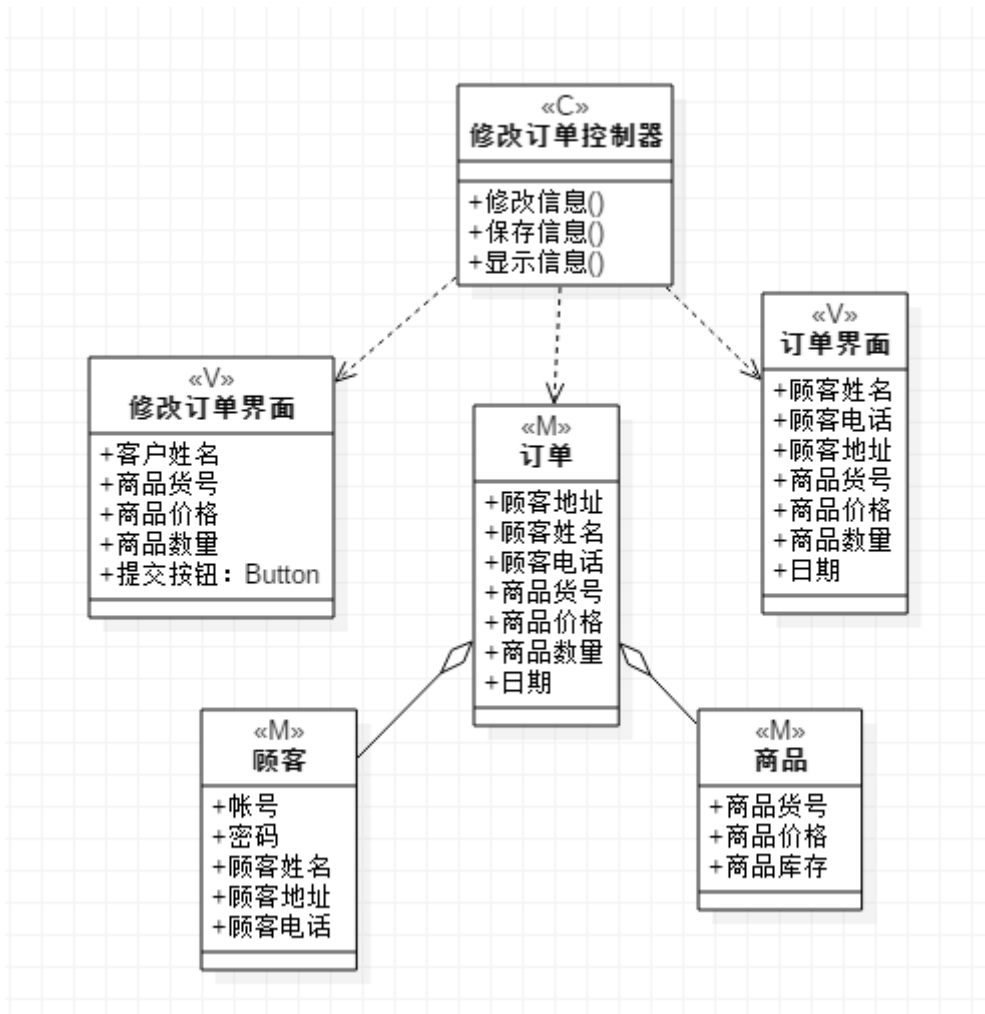 «C»
修改订单控制器
+修改信息()
+保存信息()
+显示信息()
«V»
修改订单界面
+客户姓名
+商品货号
+商品价格
+商品数量
+提交按钮：Button
«M»
订单
+顾客地址
+顾客姓名
+顾客电话
+商品货号
+商品价格
+商品数量
+日期
«V»
订单界面
+顾客姓名
+顾客电话
+顾客地址
+商品货号
+商品价格
+商品数量
+日期
«M»
顾客
+帐号
+密码
+顾客姓名
+顾客地址
+顾客电话
«M»
商品
+商品货号
+商品价格
+商品库存